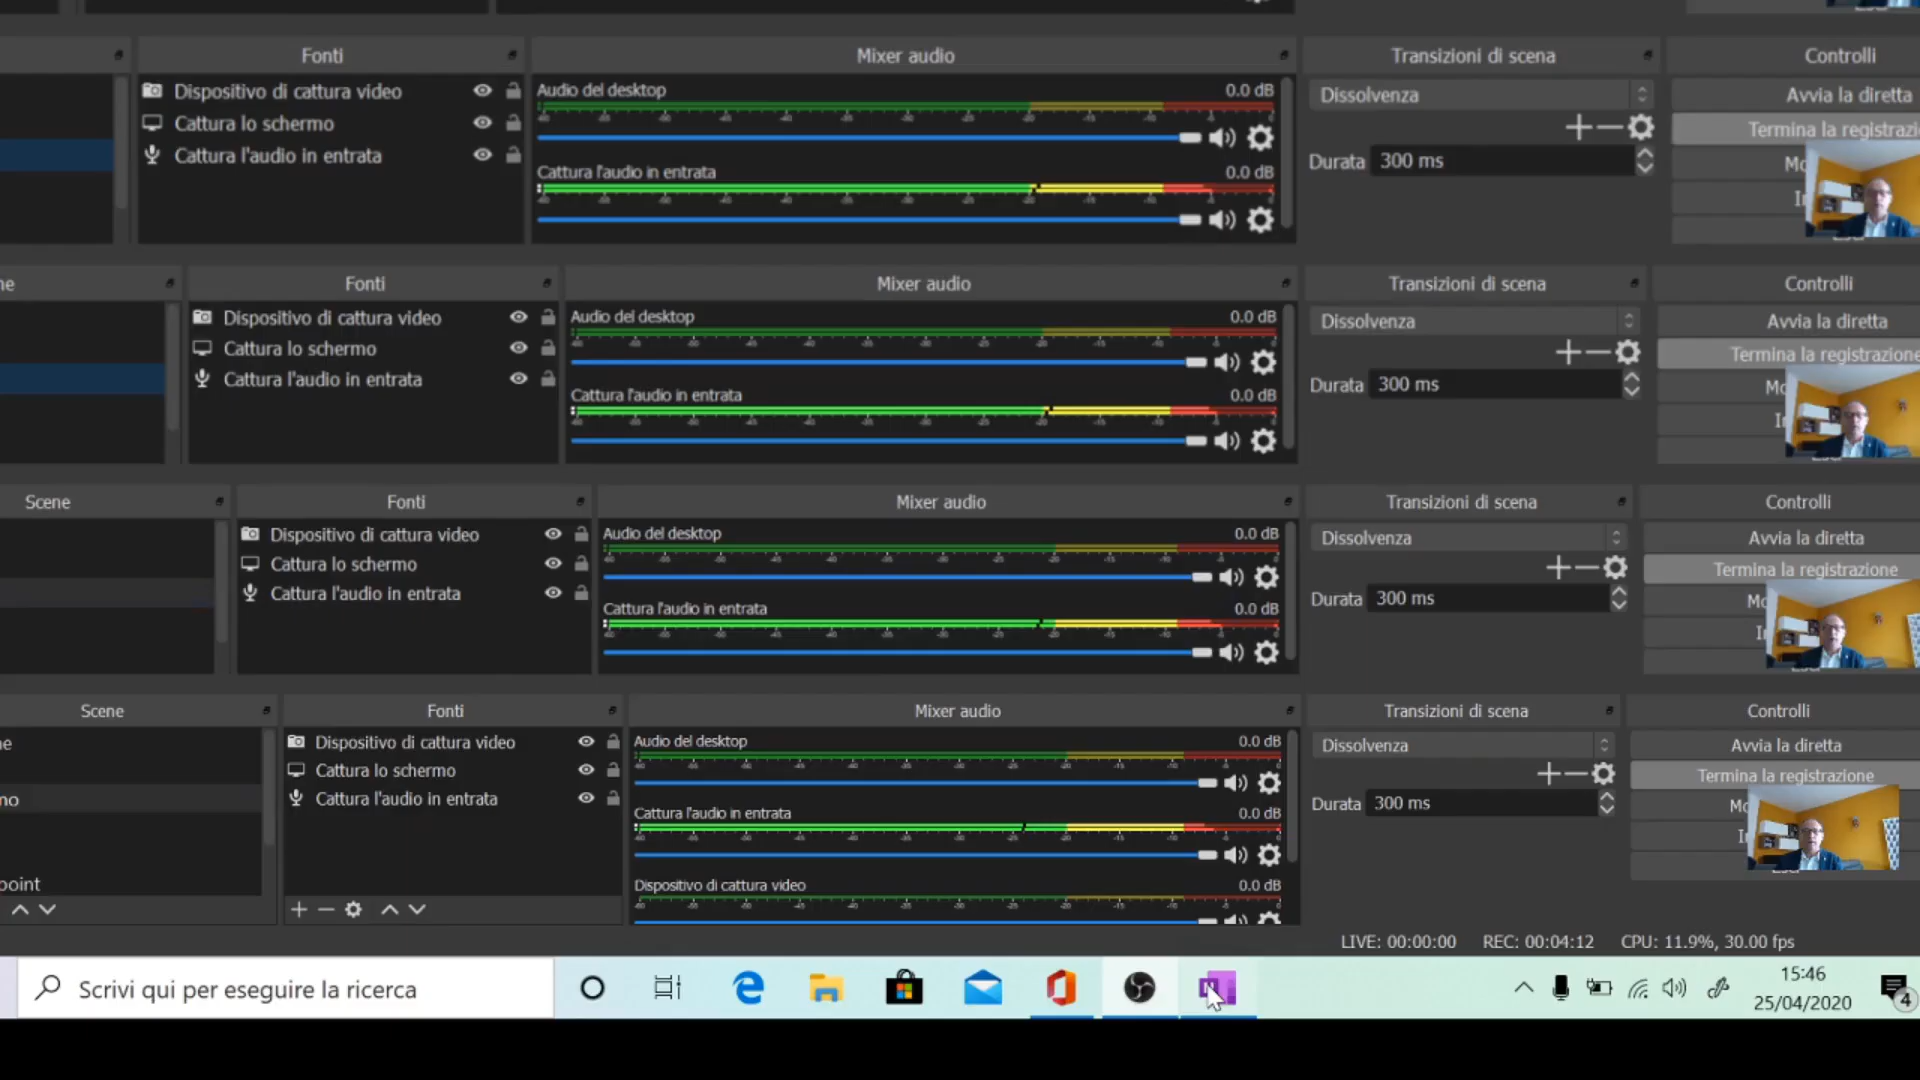 Fonti Mixer audio Transizioni di scena Controlli
Dispositivo di cattura video Audio del desktop 0.0 dB Dissolvenza Avvia la diretta
Cattura lo schermo Termina la registrazi
Cattura l'audio in entrata Cattura l'audio in entrata 0.0 dB Durata 300 ms Mo
ne Fonti Mixer audio Transizioni di scena Controlli
Dispositivo di cattura video Audio del desktop 0.0 dB Dissolvenza Avvia la diretta
Cattura lo schermo Termina la registrazione
Cattura l'audio in entrata Cattura l'audio in entrata 0.0 dB Durata 300 ms Mo
Scene Fonti Mixer audio Transizioni di scena Controlli
Dispositivo di cattura video Audio del desktop 0.0 dB Dissolvenza Avvia la diretta
Cattura lo schermo Termina la registrazione
Cattura l'audio in entrata Cattura l'audio in entrata 0.0 dB Durata 300 ms Mo
Scene Fonti Mixer audio Transizioni di scena Controlli
ne Dispositivo di cattura video Audio del desktop 0.0 dB Dissolvenza Avvia la diretta
Cattura lo schermo Termina la registrazione
mo Cattura l'audio in entrata Cattura l'audio in entrata 0.0 dB Durata 300 ms Mo
point Dispositivo di cattura video 0.0 dB
LIVE: 00:00:00 REC: 00:04:12 CPU: 11.9%, 30.00 fps
Scrivi qui per eseguire la ricerca 15:46
25/04/2020 4